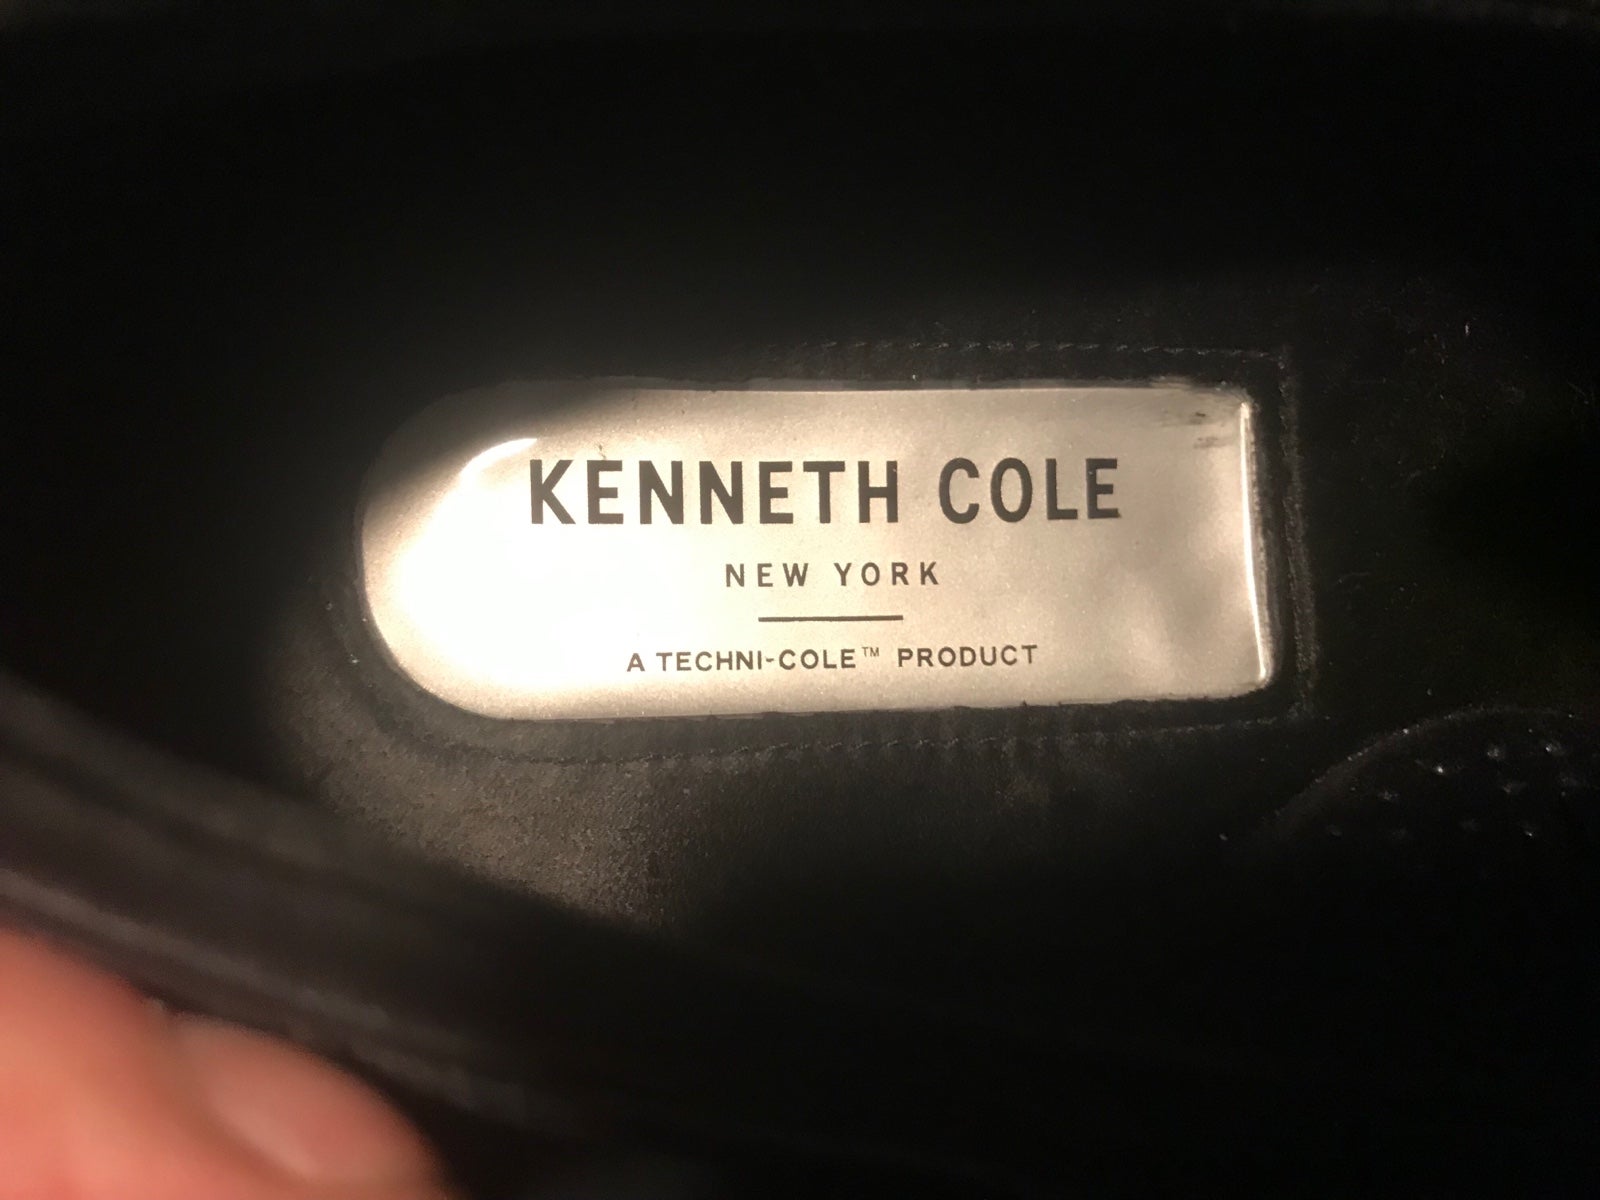 KENNETH COLE
NEW YORK
A TECHNI-COLE™ PRODUCT